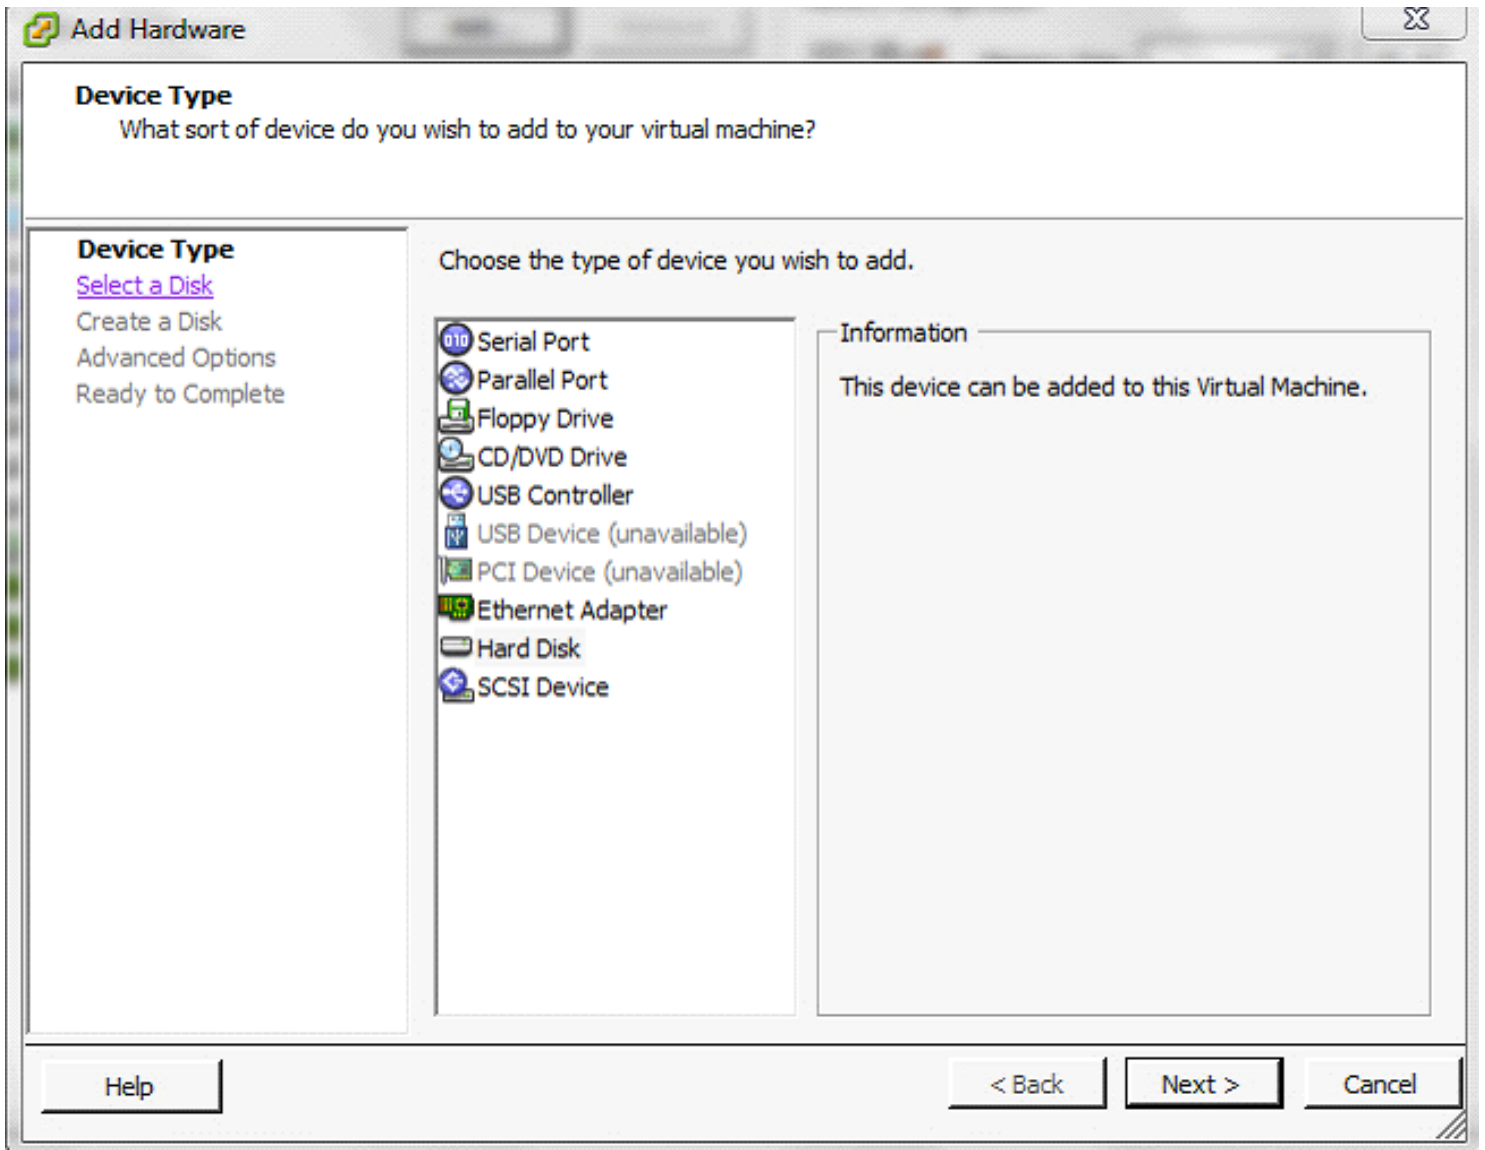 Add Hardware
Device Type
What sort of device do you wish to add to your virtual machine?
Device Type
Select a Disk
Create a Disk
Advanced Options
Ready to Complete
Choose the type of device you wish to add.
Serial Port
Parallel Port
Floppy Drive
CD/DVD Drive
USB Controller
USB Device (unavailable)
PCI Device (unavailable)
Ethernet Adapter
Hard Disk
SCSI Device
Information
This device can be added to this Virtual Machine.
Help
< Back
Next >
Cancel